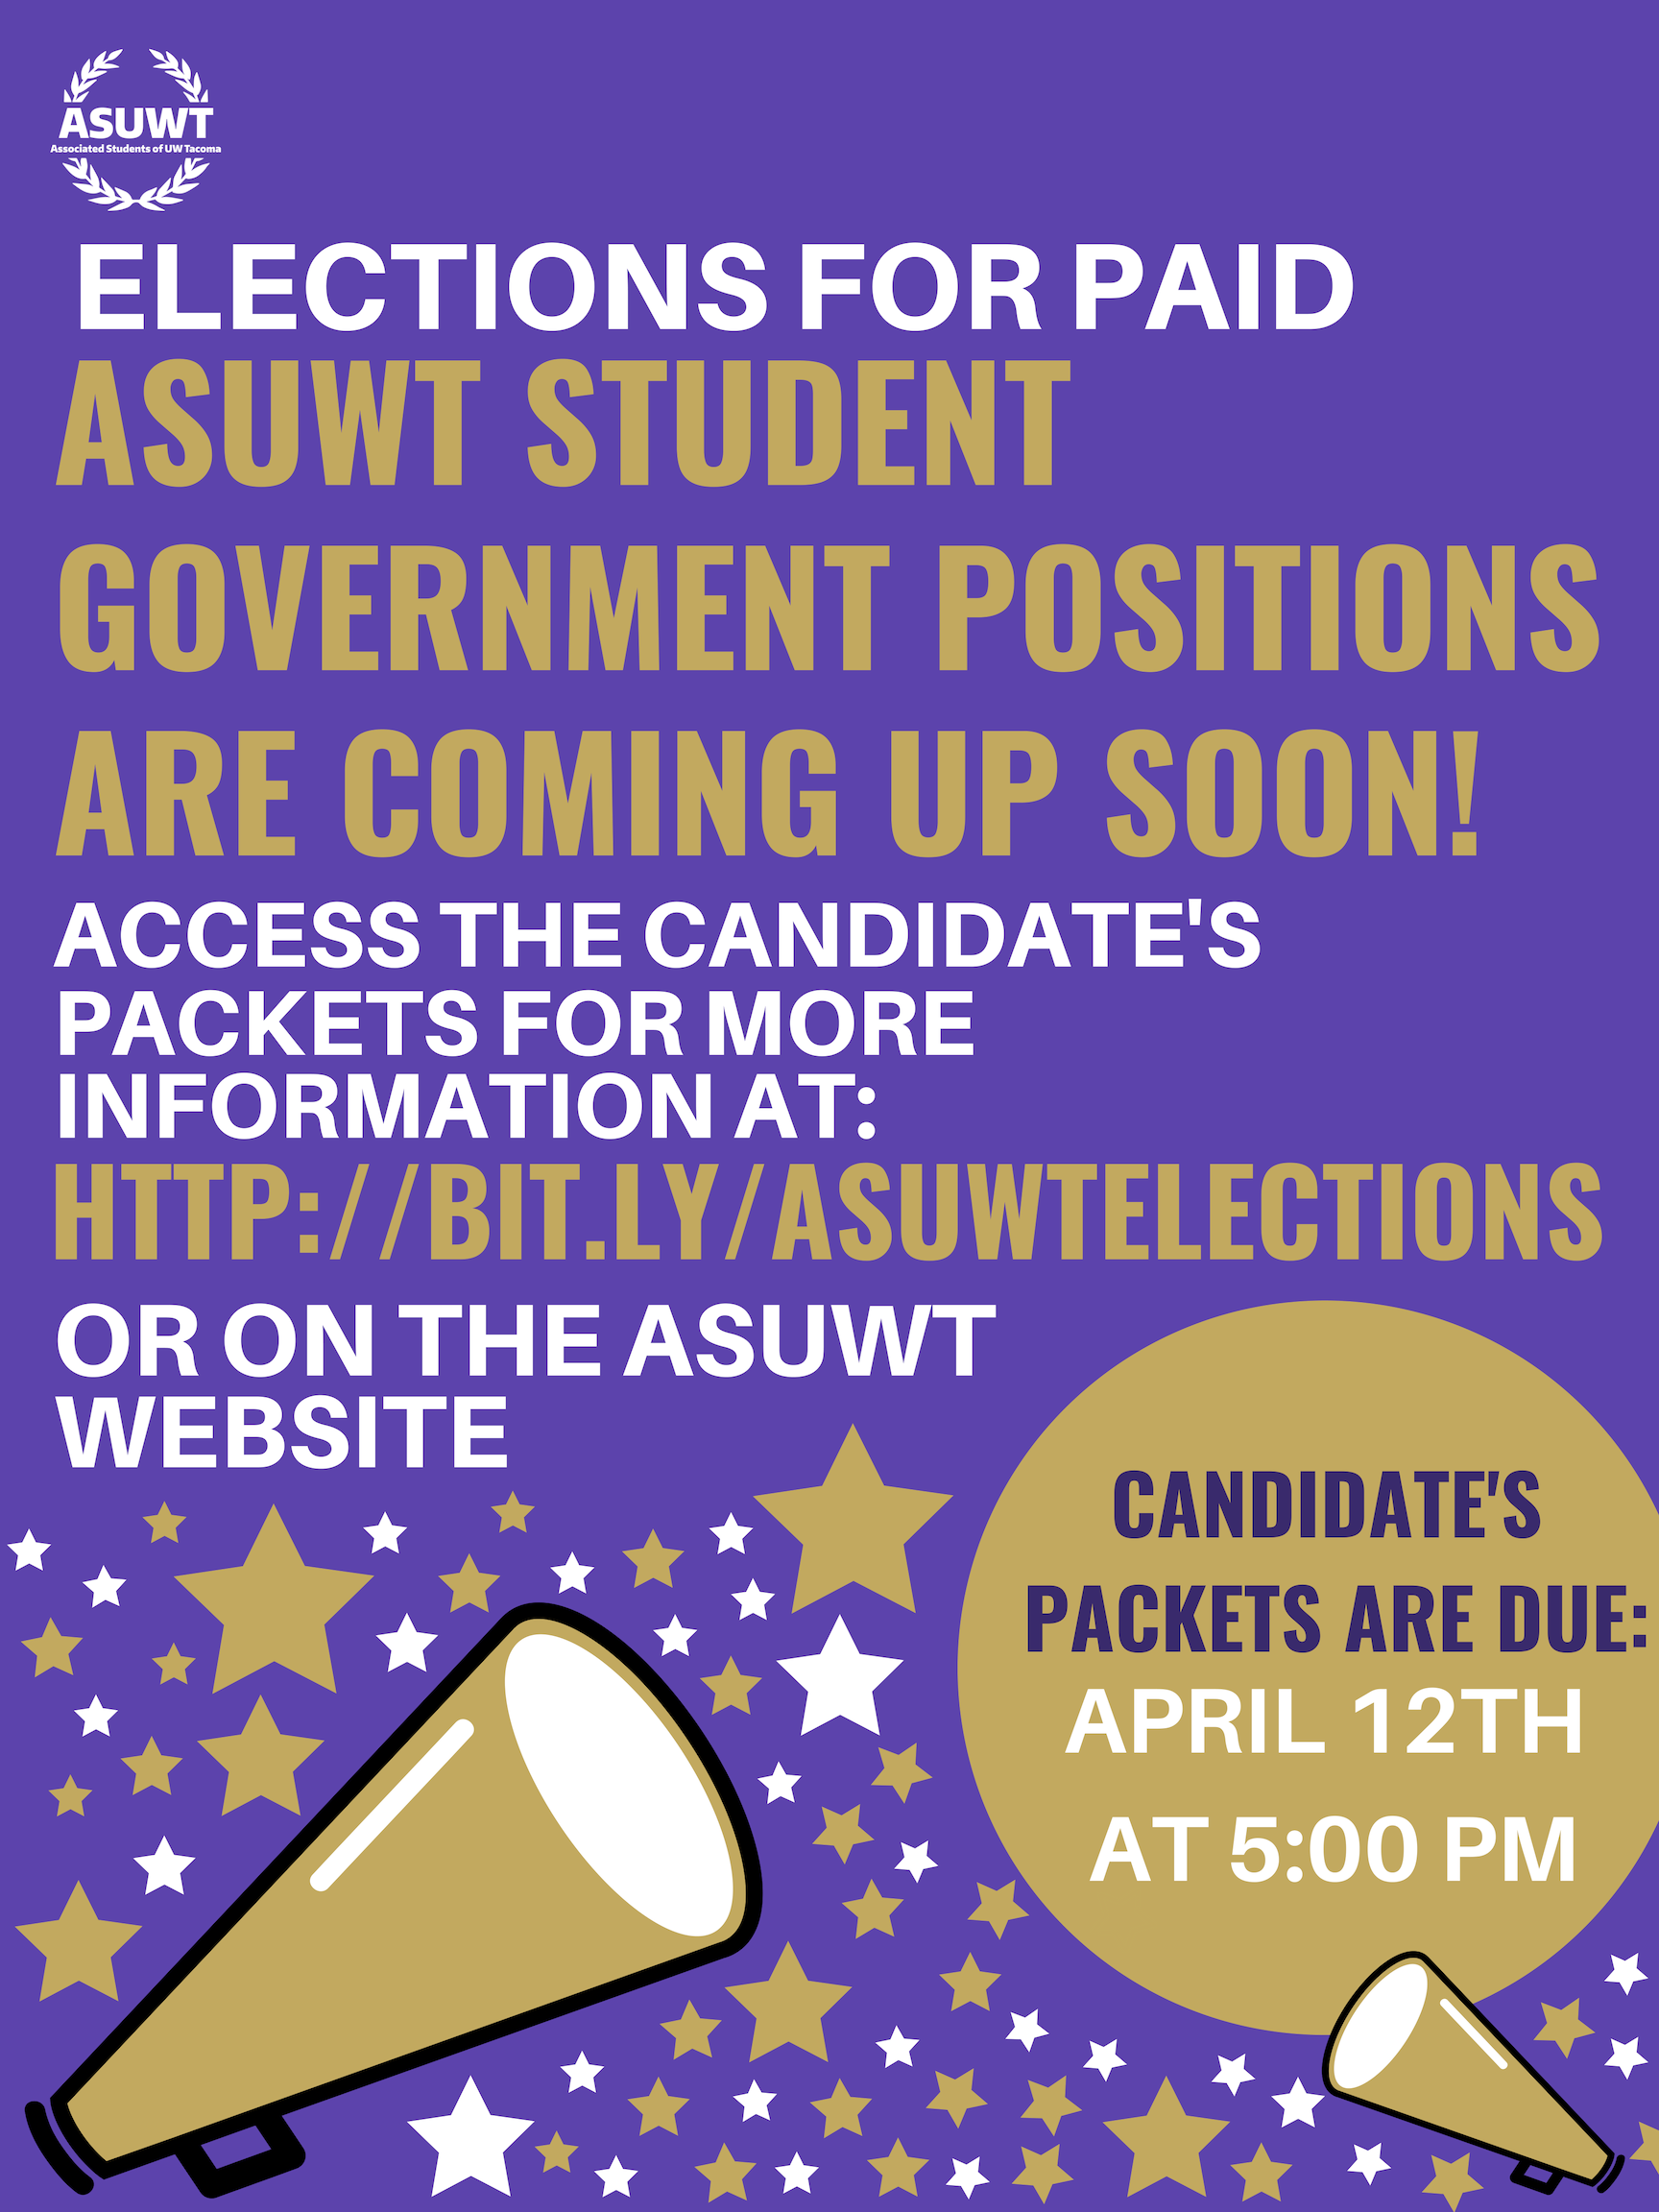 ASUWT
Associated Students of UW Tacoma
ELECTIONS FOR PAID
ASUWT STUDENT
GOVERNMENT POSITIONS
ARE COMING UP SOON!
ACCESS THE CANDIDATE'S
PACKETS FOR MORE
INFORMATION AT:
HTTP://BIT.LY/ASUWTELECTIONS
OR ON THE ASUWT
WEBSITE
CANDIDATE'S
PACKETS ARE DUE:
APRIL 12TH
AT 5:00 PM